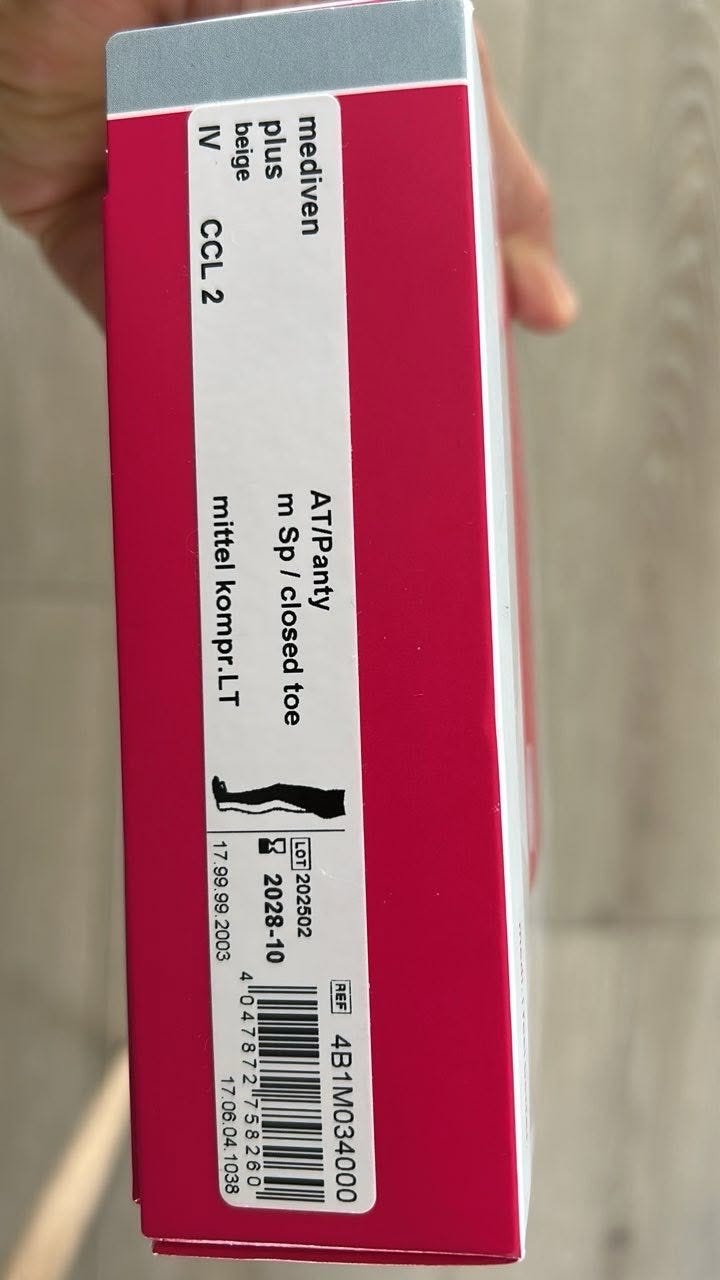 mediven
plus
beige
IV CCL 2
AT/Panty
m Sp / closed toe
mittel kompr.LT
LOT 202502
2028-10
17.99.99.2003
REF 4B1M034000
4 047872 758260
17.06.04.1038